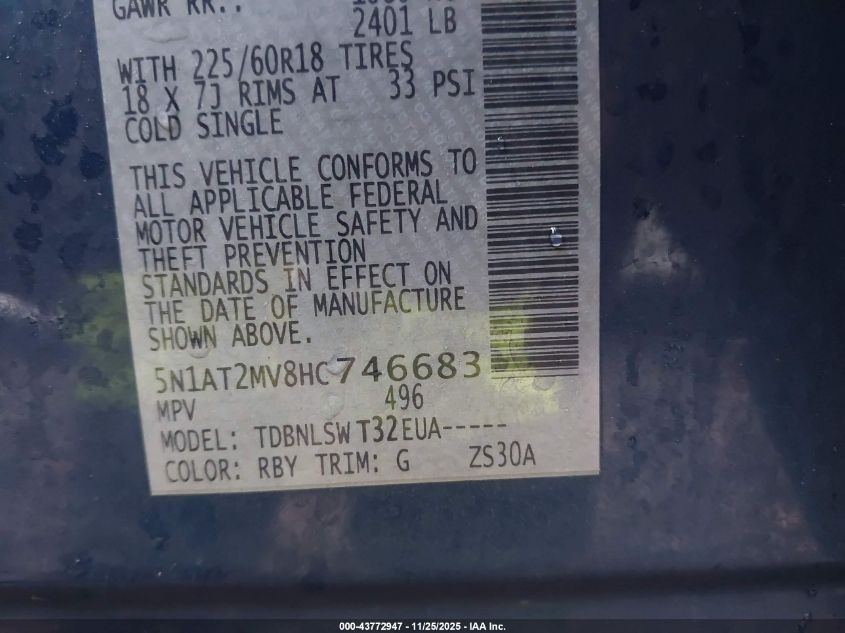 GAWR RR.:
2401 LB
WITH 225/60R18 TIRES
18 X 7J RIMS AT 33 PSI
COLD SINGLE
THIS VEHICLE CONFORMS TO
ALL APPLICABLE FEDERAL
MOTOR VEHICLE SAFETY AND
THEFT PREVENTION
STANDARDS IN EFFECT ON
THE DATE OF MANUFACTURE
SHOWN ABOVE.
5N1AT2MV8HC746683
MPV 496
MODEL: TDBNLSW T32EUA-----
COLOR: RBY TRIM: G ZS30A
000-43772947 - 11/25/2025 - IAA Inc.